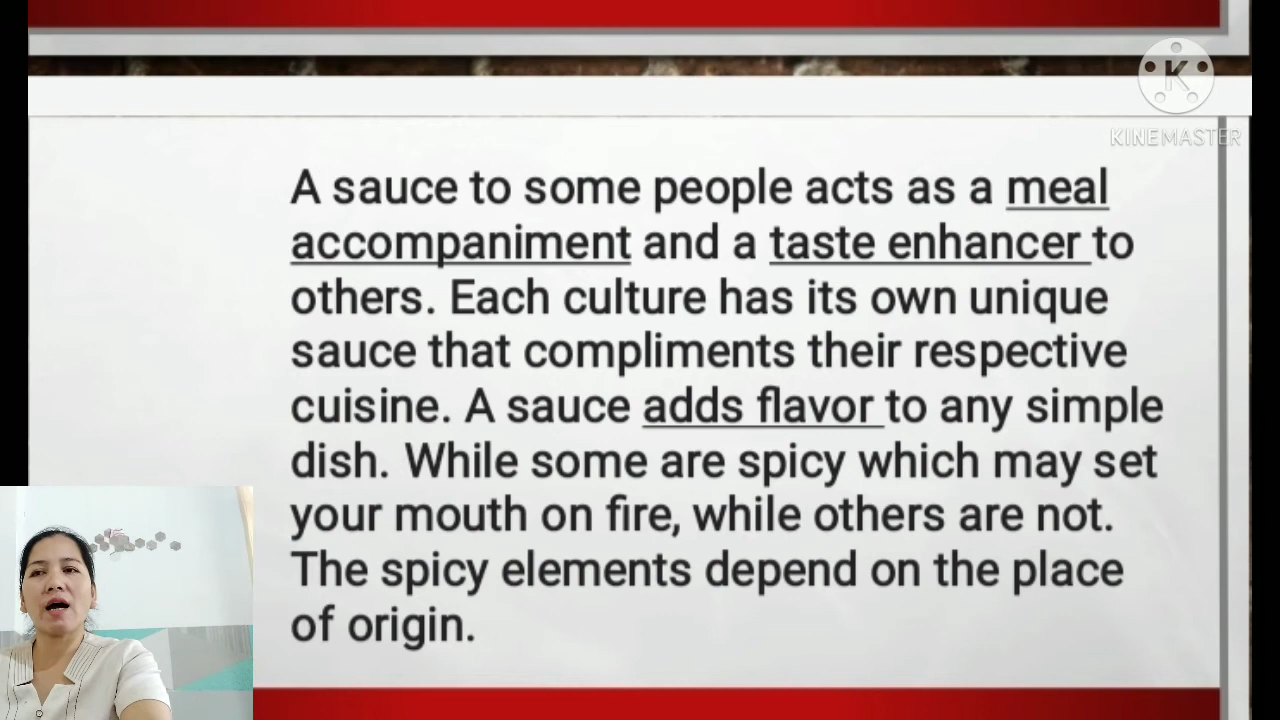 K
KINEMASTER
A sauce to some people acts as a meal
accompaniment and a taste enhancer to
others. Each culture has its own unique
sauce that compliments their respective
cuisine. A sauce adds flavor to any simple
dish. While some are spicy which may set
your mouth on fire, while others are not.
The spicy elements depend on the place
of origin.